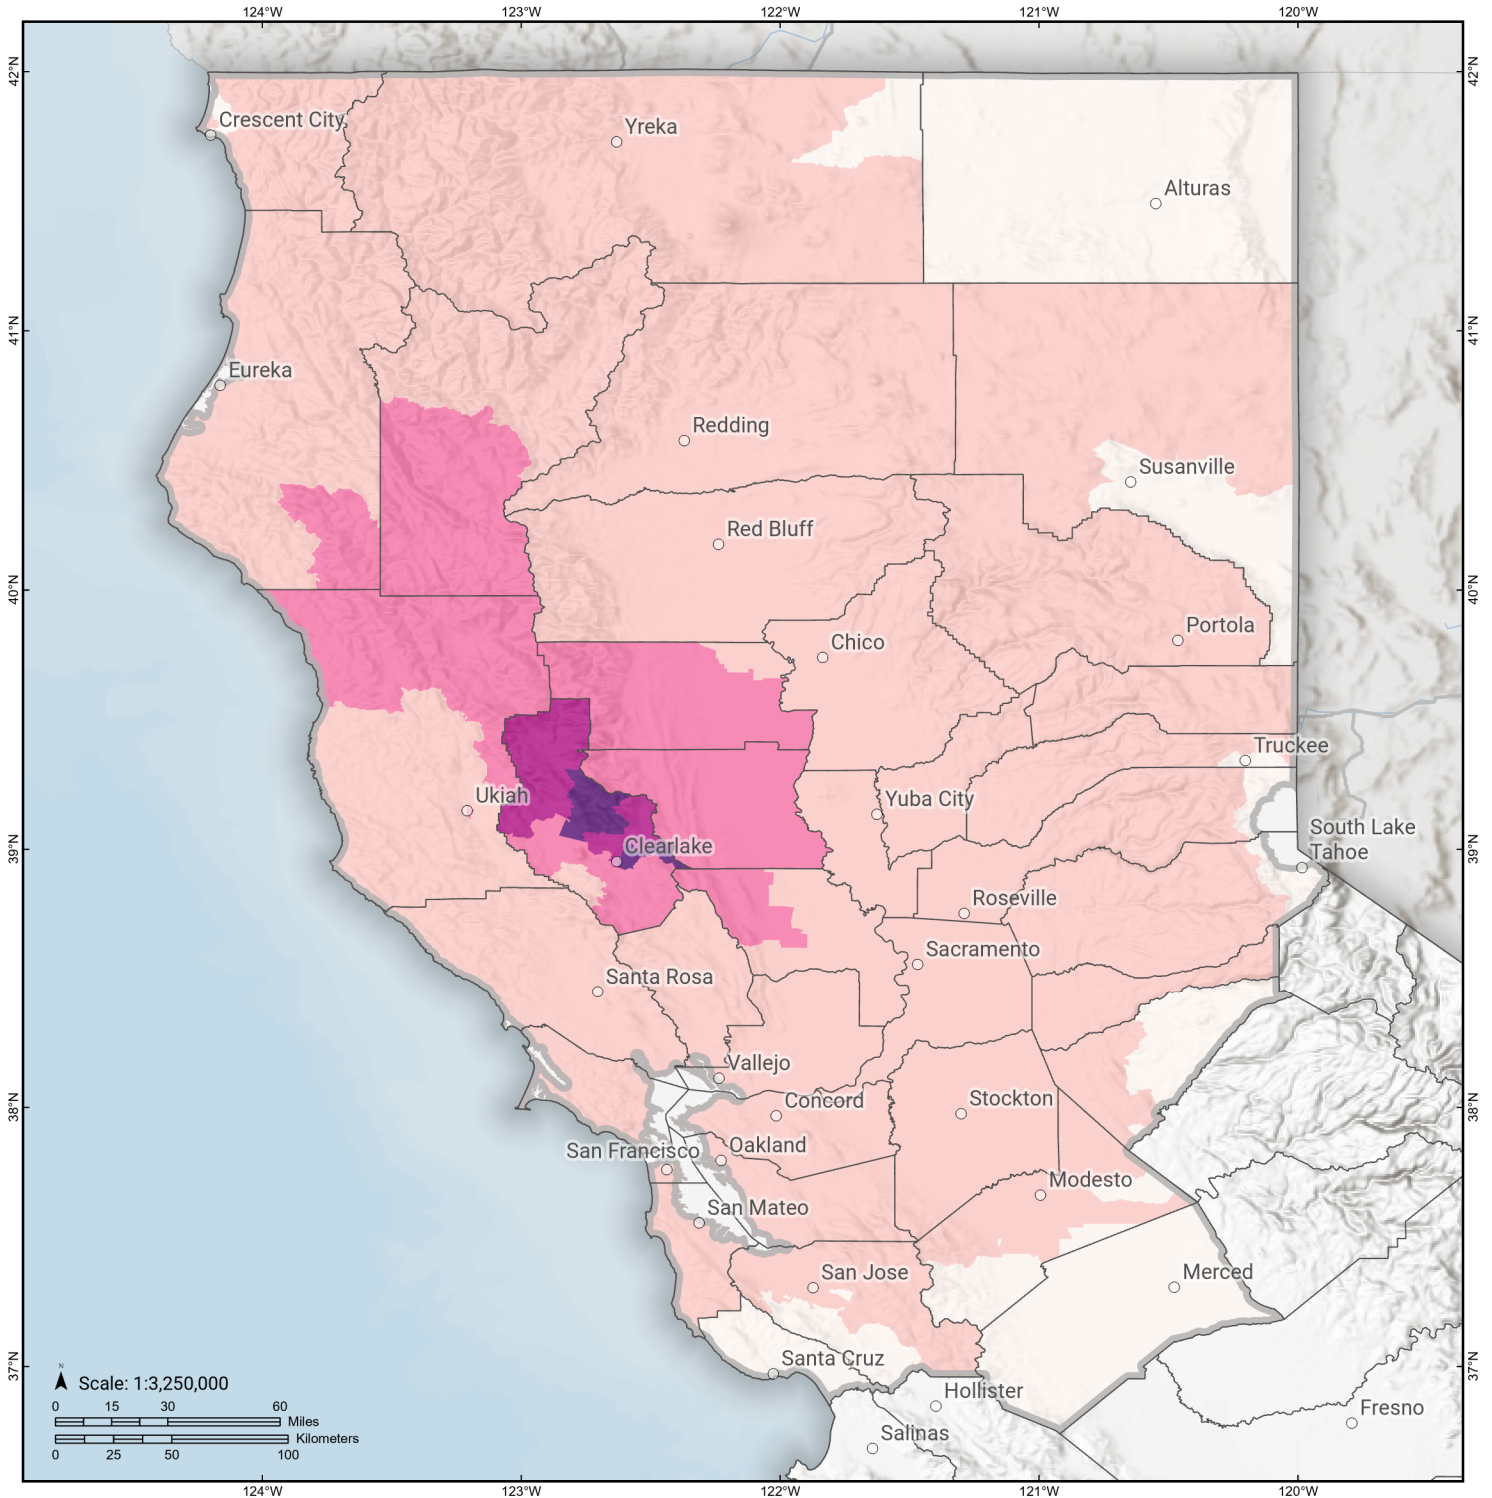 124°W 123°W 122°W 121°W 120°W
42°N 42°N
Crescent City
Yreka
Alturas
41°N 41°N
Eureka
Redding
Susanville
Red Bluff
40°N 40°N
Portola
Chico
Truckee
Ukiah
Yuba City
South Lake
Tahoe
39°N 39°N
Clearlake
Roseville
Sacramento
Santa Rosa
Vallejo
38°N 38°N
Concord
Stockton
Oakland
San Francisco
Modesto
San Mateo
San Jose
Merced
37°N 37°N
Santa Cruz
N
Scale: 1:3,250,000
Hollister
0 15 30 60
Miles
Fresno
Salinas
Kilometers
0 25 50 100
124°W 123°W 122°W 121°W 120°W